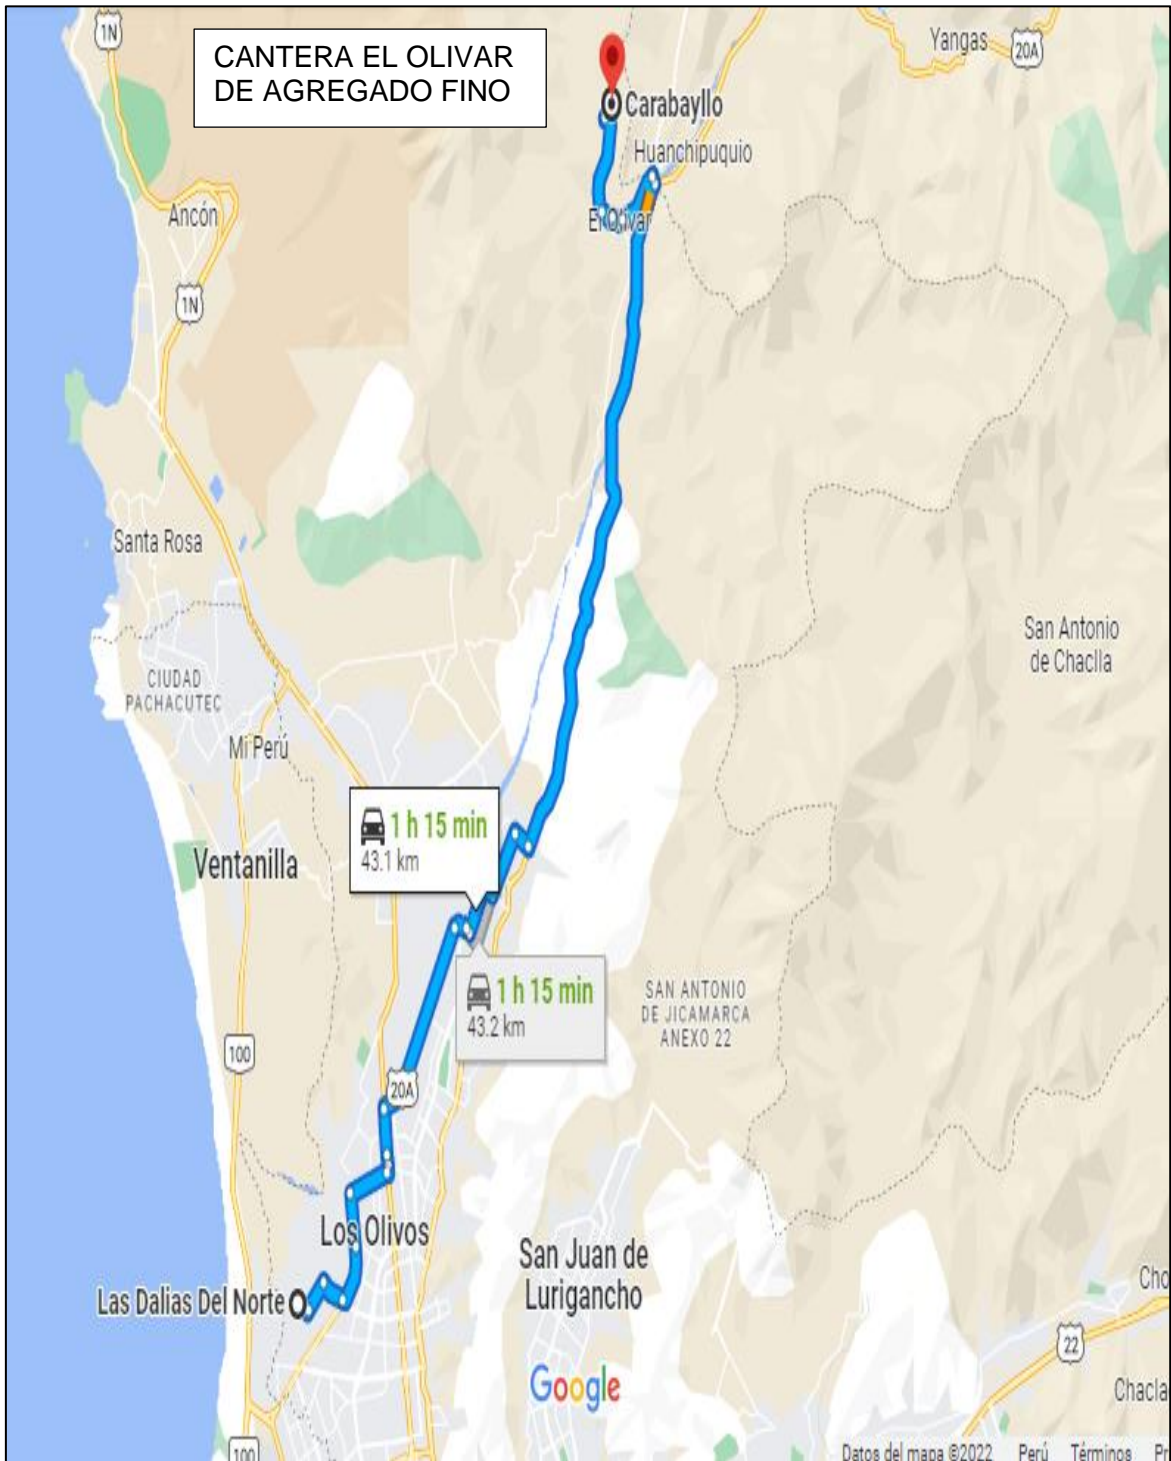 1N
CANTERA EL OLIVAR
DE AGREGADO FINO
Yangas
20A
Carabayllo
Huanchipuquio
Ancón
El Olivar
1N
Santa Rosa
San Antonio
de Chaclla
CIUDAD
PACHACUTEC
Mi Perú
1 h 15 min
43.1 km
Ventanilla
1 h 15 min
43.2 km
SAN ANTONIO
DE JICAMARCA
ANEXO 22
100
20A
Los Olivos
San Juan de
Lurigancho
Las Dalias Del Norte
Cho
22
Google
Chacla
100
Datos del mapa ©2022 Perú Términos Pr